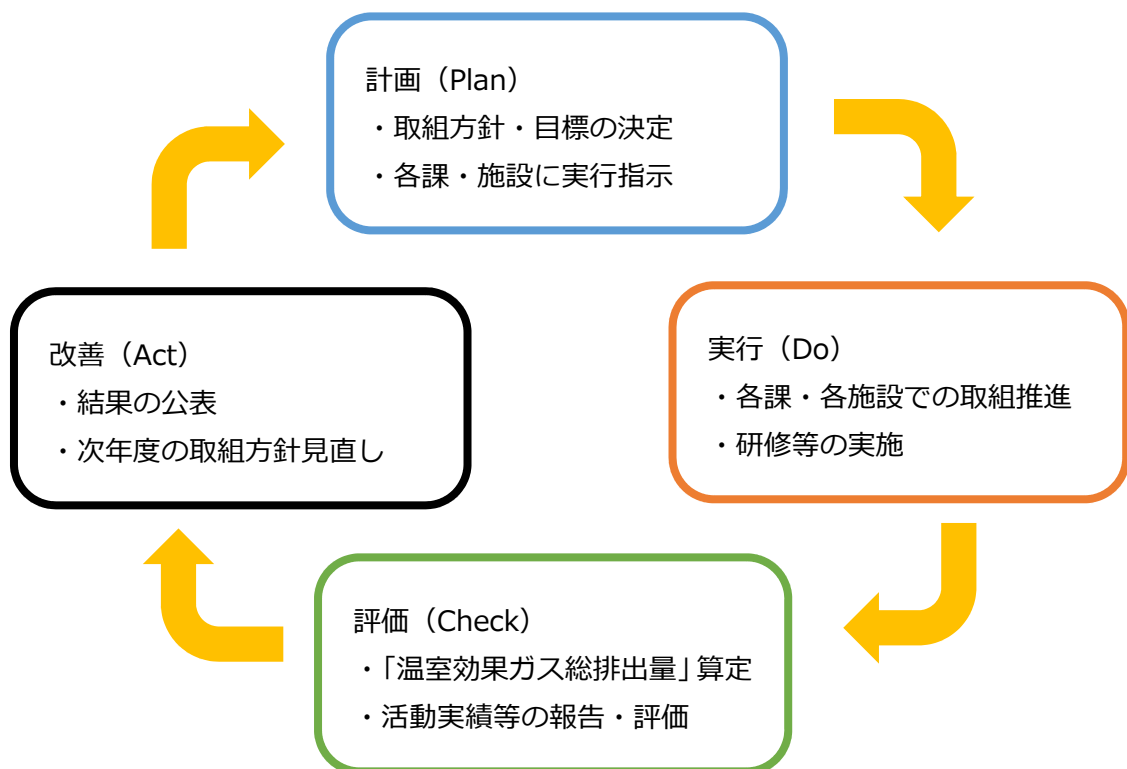 計画（Plan）
・取組方針・目標の決定
・各課・施設に実行指示
改善（Act）
・結果の公表
・次年度の取組方針見直し
実行（Do）
・各課・各施設での取組推進
・研修等の実施
評価（Check）
・「温室効果ガス総排出量」算定
・活動実績等の報告・評価